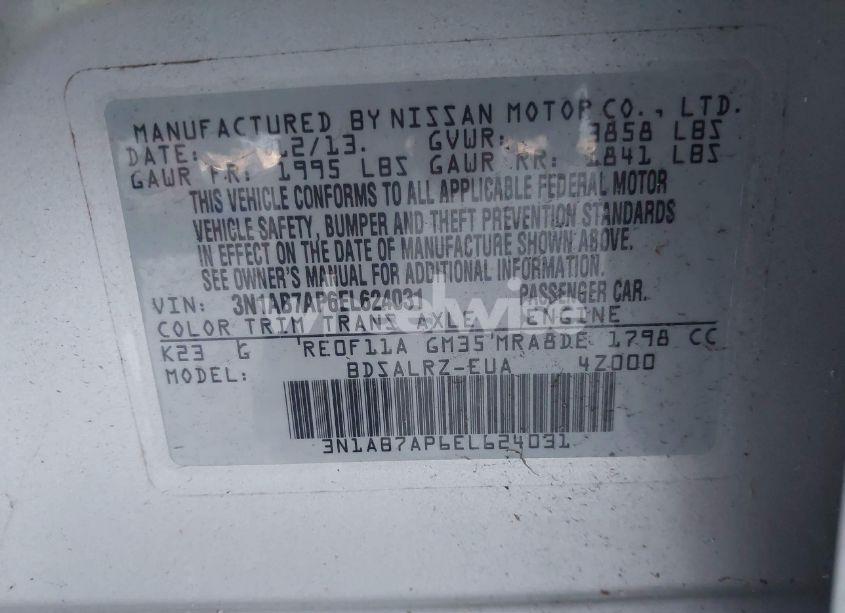 MANUFACTURED BY NISSAN MOTOR CO., LTD.
DATE: 12/13. GVWR: 3858 LBS
GAWR FR: 1995 LBS GAWR RR: 1841 LBS
THIS VEHICLE CONFORMS TO ALL APPLICABLE FEDERAL MOTOR
VEHICLE SAFETY, BUMPER AND THEFT PREVENTION STANDARDS
IN EFFECT ON THE DATE OF MANUFACTURE SHOWN ABOVE.
SEE OWNER'S MANUAL FOR ADDITIONAL INFORMATION.
VIN: 3N1AB7AP6EL624031 PASSENGER CAR.
COLOR TRIM TRANS AXLE ENGINE
K23 G RE0F11A GM35 MRA8DE 1798 CC
MODEL: BDSALRZ-EUA 4Z000
3N1AB7AP6EL624031